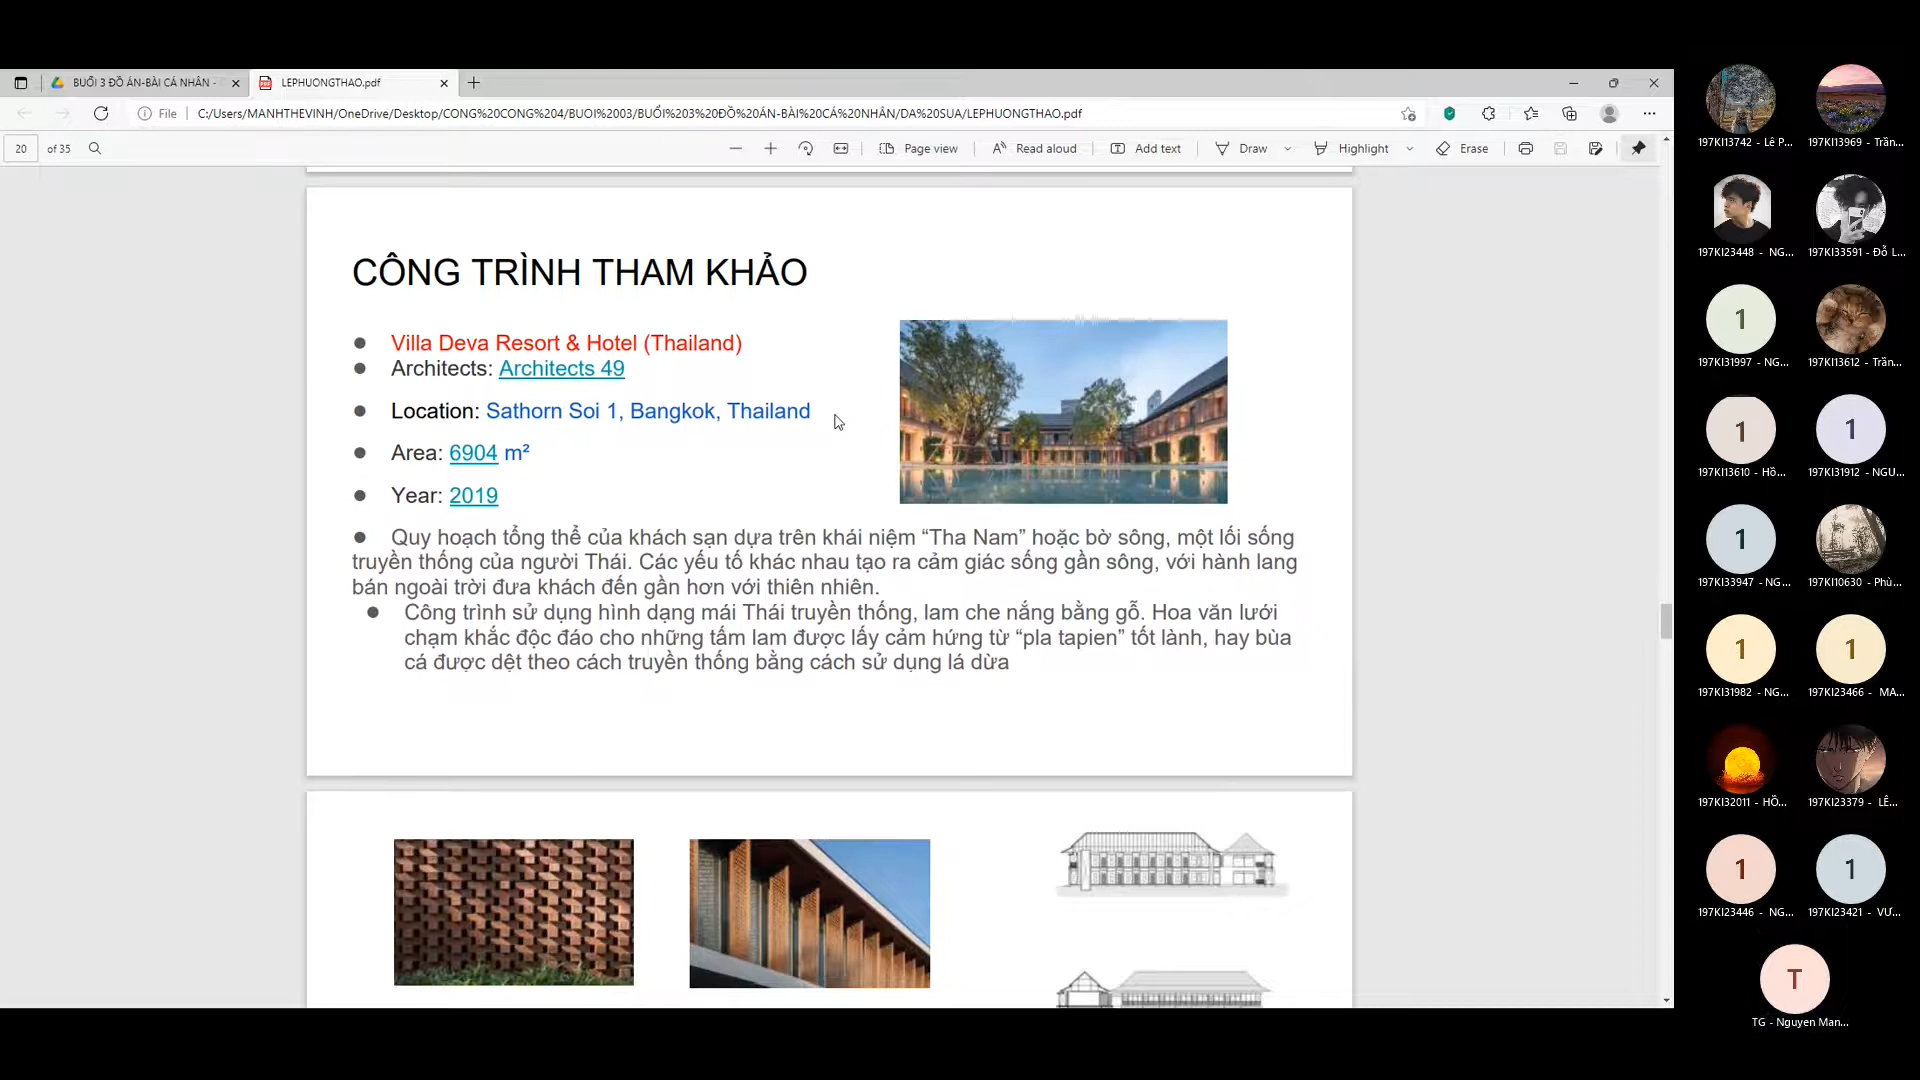 BUỔI 3 ĐỒ ÁN-BÀI CÁ NHÂN -
LEPHUONGTHAO.pdf
File
C:/Users/MANHTHEVINH/OneDrive/Desktop/CONG%20CONG%204/BUOI%2003/BUỔI%203%20ĐỒ%20ÁN-BÀI%20CÁ%20NHÂN/DA%20SUA/LEPHUONGTHAO.pdf
20 of 35
Page view
Read aloud
Add text
Draw
Highlight
Erase
CÔNG TRÌNH THAM KHẢO
● Villa Deva Resort & Hotel (Thailand)
● Architects: Architects 49
● Location: Sathorn Soi 1, Bangkok, Thailand
● Area: 6904 m²
● Year: 2019
● Quy hoạch tổng thể của khách sạn dựa trên khái niệm “Tha Nam” hoặc bờ sông, một lối sống
truyền thống của người Thái. Các yếu tố khác nhau tạo ra cảm giác sống gần sông, với hành lang
bán ngoài trời đưa khách đến gần hơn với thiên nhiên.
● Công trình sử dụng hình dạng mái Thái truyền thống, lam che nắng bằng gỗ. Hoa văn lưới
chạm khắc độc đáo cho những tấm lam được lấy cảm hứng từ “pla tapien” tốt lành, hay bùa
cá được dệt theo cách truyền thống bằng cách sử dụng lá dừa
197KI13742 - Lê P...
197KI13969 - Trần...
197KI23448 - NG...
197KI33591 - Đỗ L...
1
197KI31997 - NG...
197KI13612 - Trần...
1
197KI13610 - Hồ...
1
197KI31912 - NGU...
1
197KI33947 - NG...
197KI10630 - Phù...
1
197KI31982 - NG...
1
197KI23466 - MA...
197KI32011 - HỒ...
197KI23379 - LÊ...
1
197KI23446 - NG...
1
197KI23421 - VƯ...
T
TG - Nguyen Man...